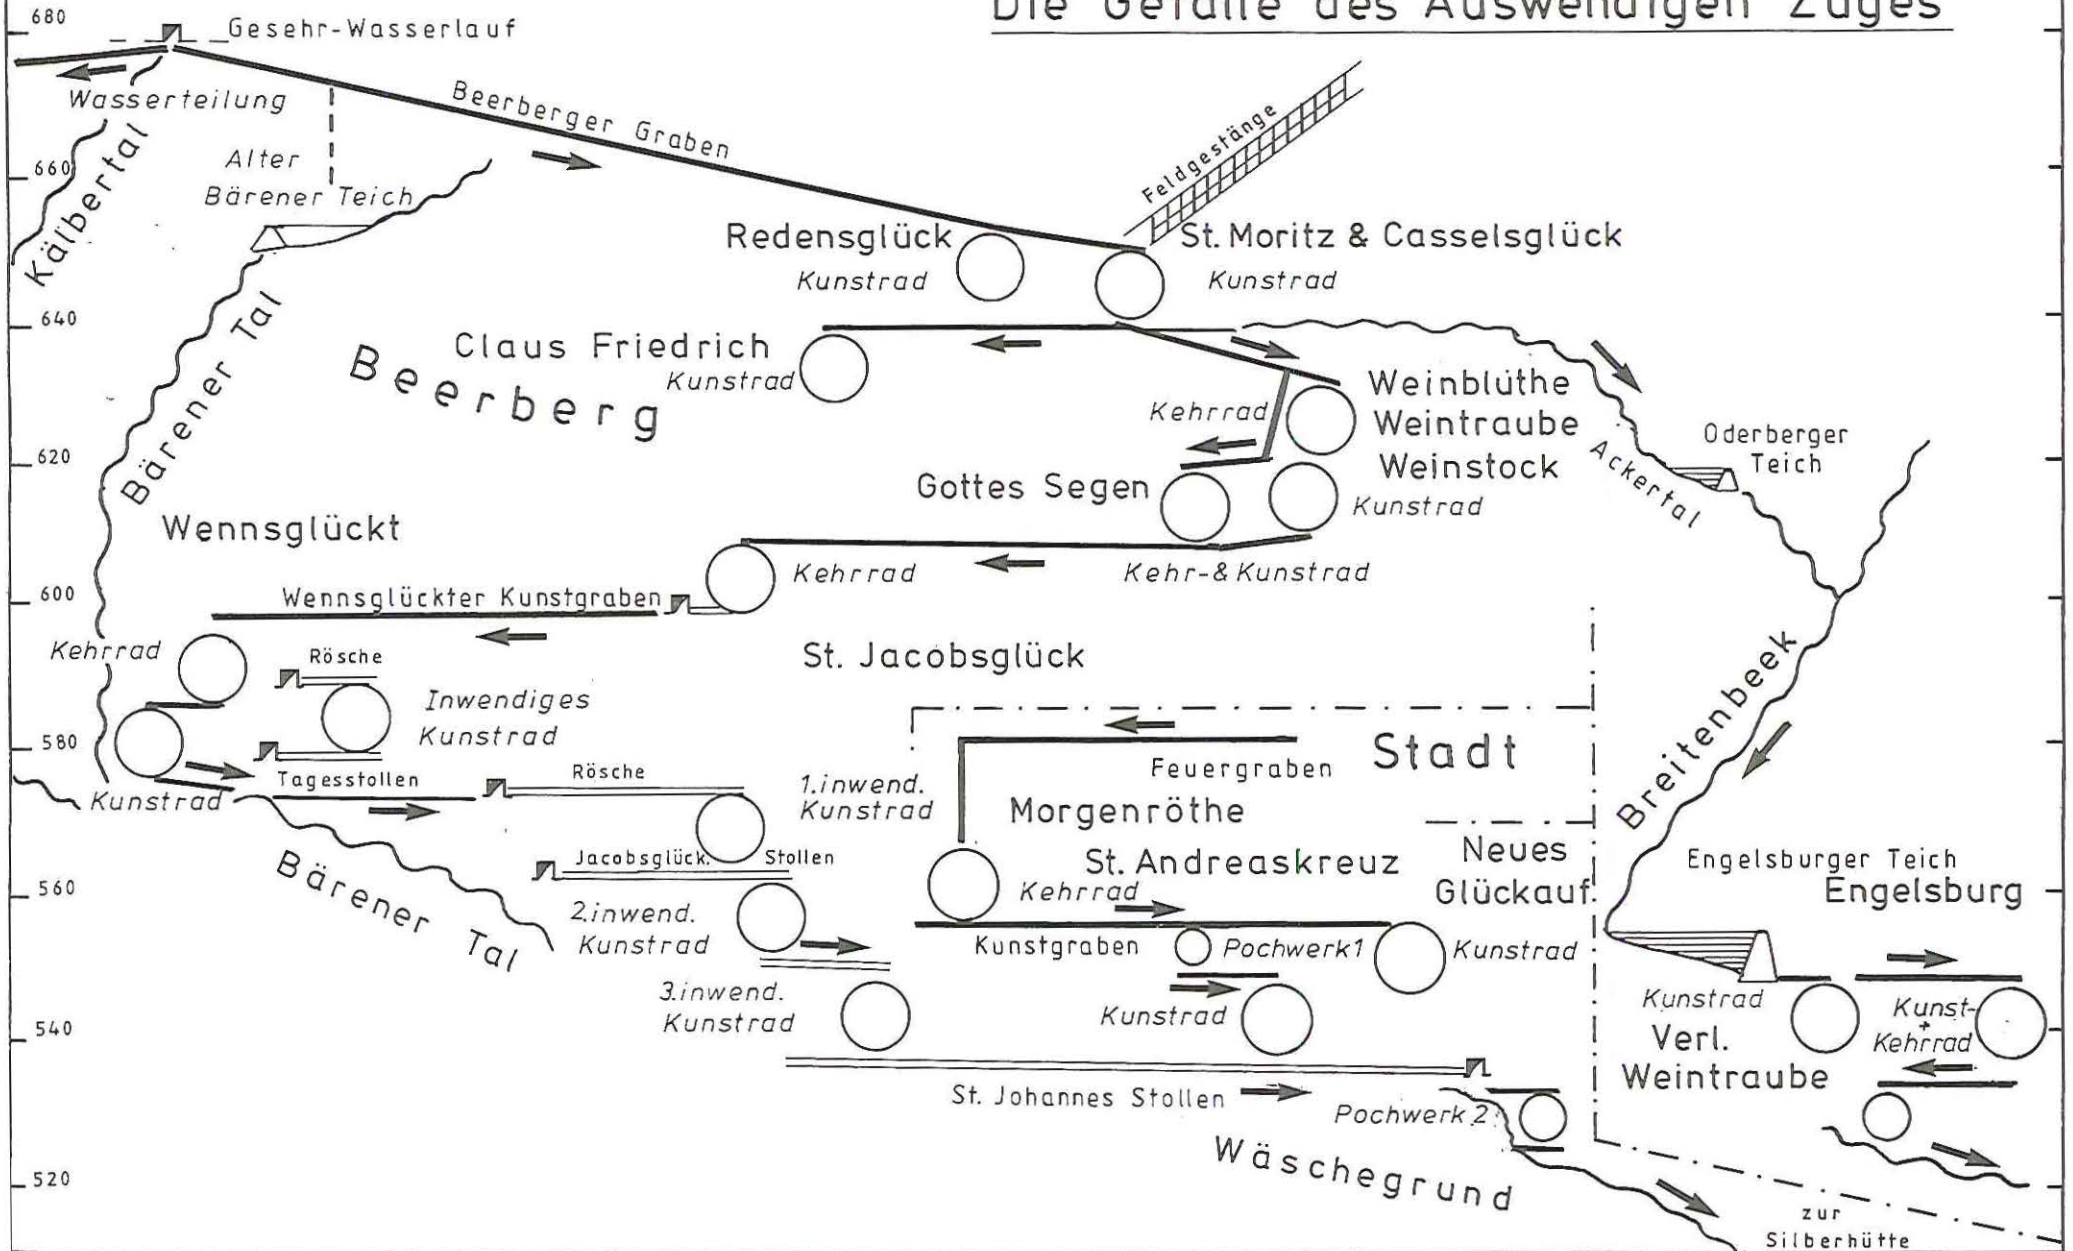 Die Gefälle des Auswendigen Zuges
680
Gesehr-Wasserlauf
Wasserteilung
Beerberger Graben
Feldgestänge
Kälbertal
660
Alter
Bärener Teich
Redensglück
Kunstrad
St. Moritz & Casselsglück
Kunstrad
640
Bärener Tal
Claus Friedrich
Kunstrad
Beerberg
Weinblüthe
Weintraube
Weinstock
Kehrrad
Kunstrad
Oderberger
Teich
Ackertal
620
Gottes Segen
Wennsglückt
Kehrrad
Kehr-& Kunstrad
600
Wennsglückter Kunstgraben
Kehrrad
Rösche
St. Jacobsglück
Inwendiges
Kunstrad
Breitenbeek
580
Stadt
Feuergraben
Tagesstollen
Rösche
1.inwend.
Kunstrad
Kunstrad
Morgenröthe
Neues
Glückauf
Jacobsglück. Stollen
St. Andreaskreuz
Engelsburger Teich
Engelsburg
Bärener Tal
560
Kehrrad
2.inwend.
Kunstrad
Kunstgraben
Pochwerk 1
Kunstrad
3.inwend.
Kunstrad
Kunstrad
Kunstrad
Kunst-
+
Kehrrad
540
Verl.
Weintraube
St. Johannes Stollen
Pochwerk 2
Wäschegrund
520
zur
Silberhütte